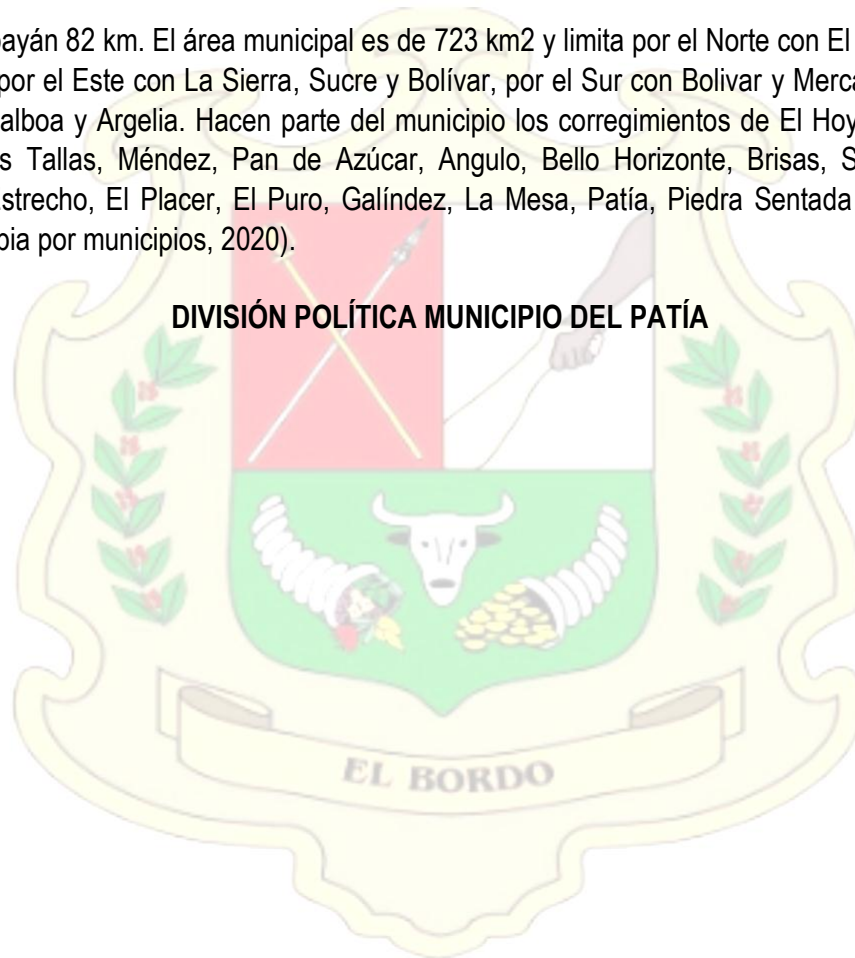 bayán 82 km. El área municipal es de 723 km2 y limita por el Norte con El
por el Este con La Sierra, Sucre y Bolívar, por el Sur con Bolivar y Merca
alboa y Argelia. Hacen parte del municipio los corregimientos de El Hoy
s Tallas, Méndez, Pan de Azúcar, Angulo, Bello Horizonte, Brisas, S
strecho, El Placer, El Puro, Galíndez, La Mesa, Patía, Piedra Sentada
bia por municipios, 2020).
DIVISIÓN POLÍTICA MUNICIPIO DEL PATÍA
EL BORDO